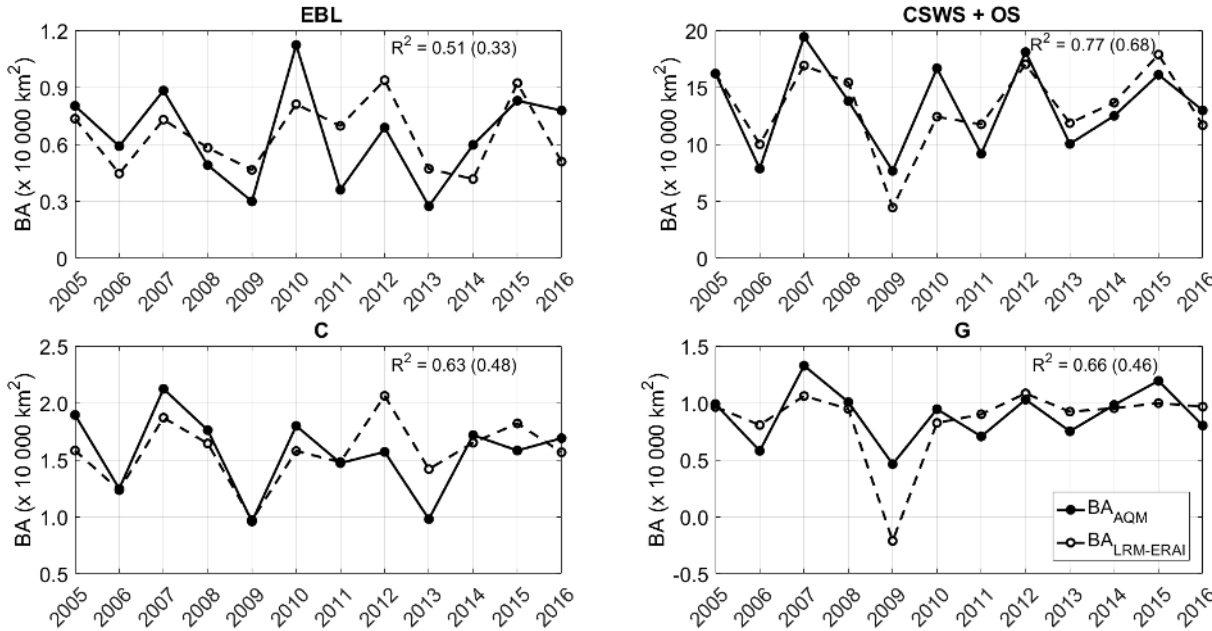 EBL
R² = 0.51 (0.33)
BA (x 10 000 km²)
1.2
0.9
0.6
0.3
0
2005 2006 2007 2008 2009 2010 2011 2012 2013 2014 2015 2016
CSWS + OS
R² = 0.77 (0.68)
BA (x 10 000 km²)
20
15
10
5
0
2005 2006 2007 2008 2009 2010 2011 2012 2013 2014 2015 2016
C
R² = 0.63 (0.48)
BA (x 10 000 km²)
2.5
2.0
1.5
1.0
0.5
2005 2006 2007 2008 2009 2010 2011 2012 2013 2014 2015 2016
G
R² = 0.66 (0.46)
BA (x 10 000 km²)
1.5
1.0
0.5
0.0
-0.5
BA_AQM
BA_LRM-ERAI
2005 2006 2007 2008 2009 2010 2011 2012 2013 2014 2015 2016